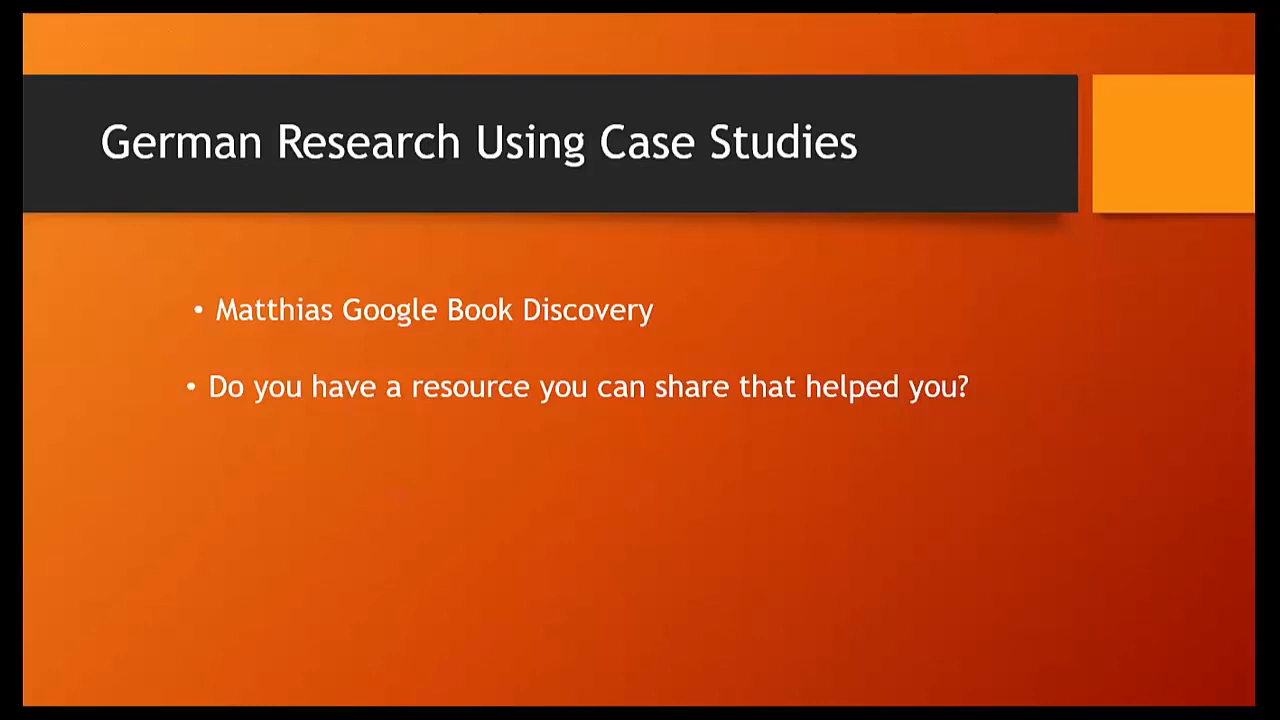 German Research Using Case Studies
• Matthias Google Book Discovery
• Do you have a resource you can share that helped you?